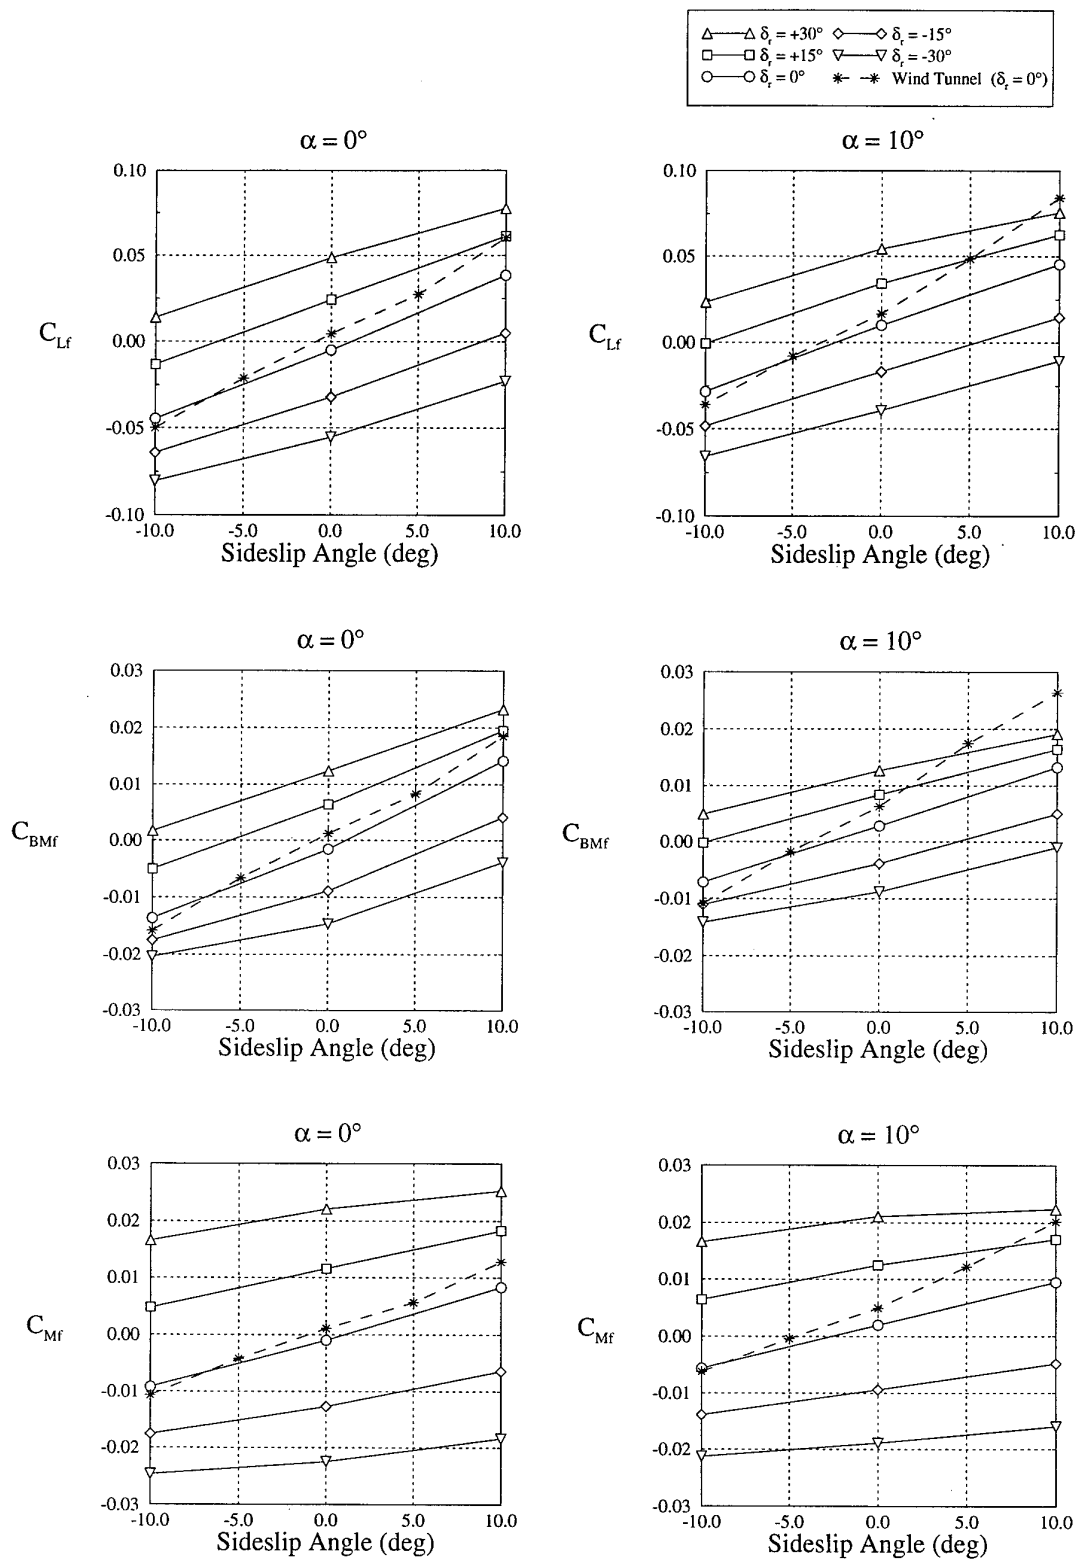 δr = +30° δr = -15°
δr = +15° δr = -30°
δr = 0° Wind Tunnel (δr = 0°)
α = 0°
0.10
0.05
0.00
-0.05
-0.10
CLf
-10.0 -5.0 0.0 5.0 10.0
Sideslip Angle (deg)
α = 10°
0.10
0.05
0.00
-0.05
-0.10
CLf
-10.0 -5.0 0.0 5.0 10.0
Sideslip Angle (deg)
α = 0°
0.03
0.02
0.01
0.00
-0.01
-0.02
-0.03
CBMf
-10.0 -5.0 0.0 5.0 10.0
Sideslip Angle (deg)
α = 10°
0.03
0.02
0.01
0.00
-0.01
-0.02
-0.03
CBMf
-10.0 -5.0 0.0 5.0 10.0
Sideslip Angle (deg)
α = 0°
0.03
0.02
0.01
0.00
-0.01
-0.02
-0.03
CMf
-10.0 -5.0 0.0 5.0 10.0
Sideslip Angle (deg)
α = 10°
0.03
0.02
0.01
0.00
-0.01
-0.02
-0.03
CMf
-10.0 -5.0 0.0 5.0 10.0
Sideslip Angle (deg)